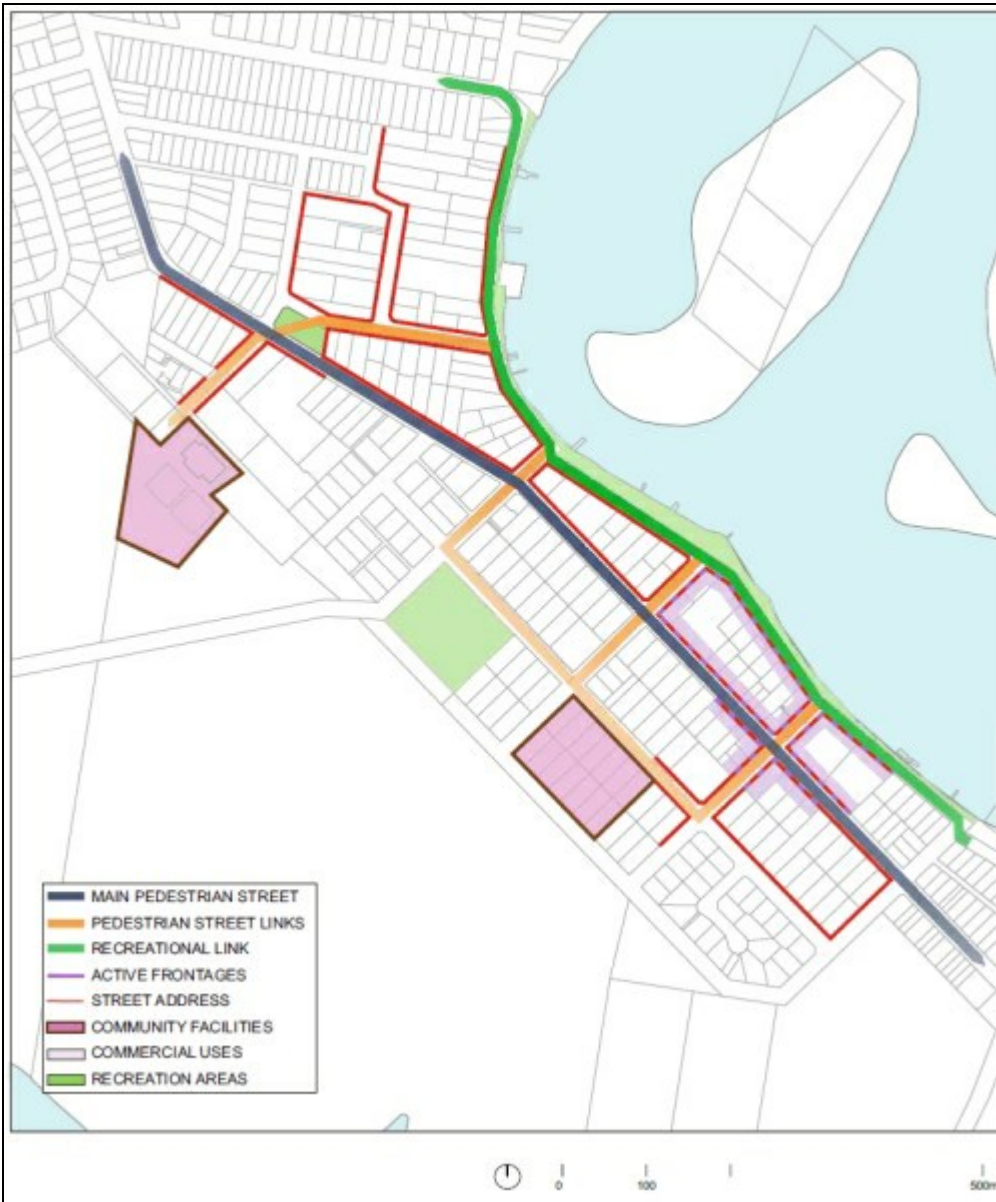 MAIN PEDESTRIAN STREET
PEDESTRIAN STREET LINKS
RECREATIONAL LINK
ACTIVE FRONTAGES
STREET ADDRESS
COMMUNITY FACILITIES
COMMERCIAL USES
RECREATION AREAS
0 100 500m